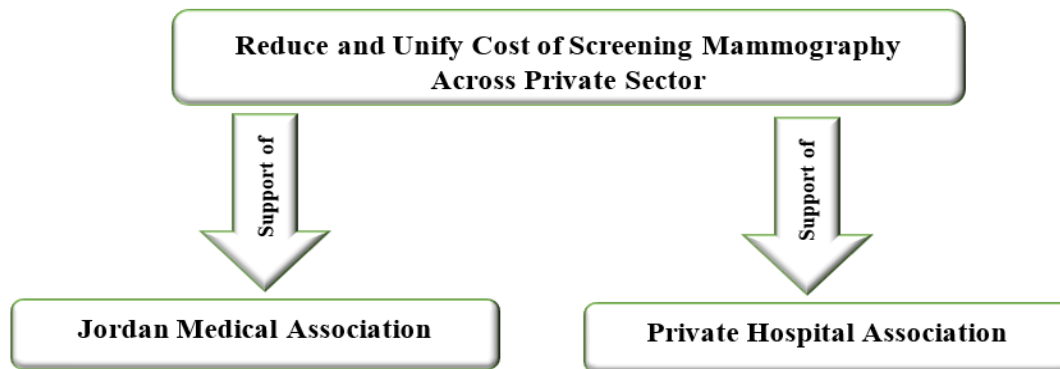 Reduce and Unify Cost of Screening Mammography
Across Private Sector
Support of
Support of
Jordan Medical Association
Private Hospital Association